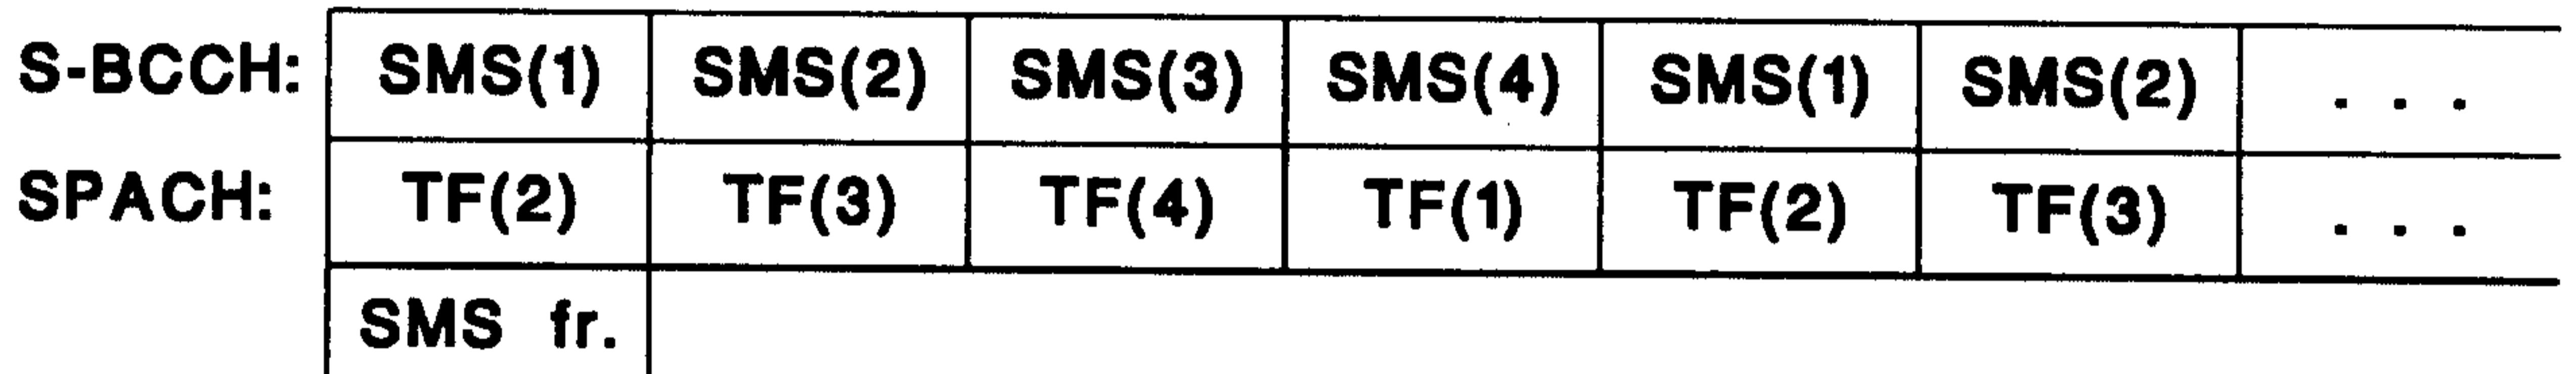 S-BCCH: SMS(1) SMS(2) SMS(3) SMS(4) SMS(1) SMS(2) . . .
SPACH: TF(2) TF(3) TF(4) TF(1) TF(2) TF(3) . . .
SMS fr.